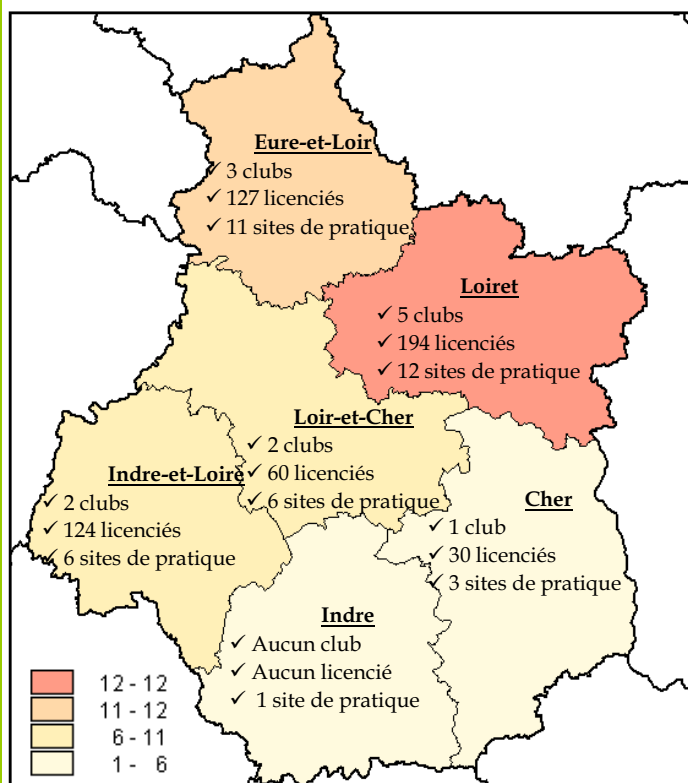 Eure-et-Loir
✓ 3 clubs
✓ 127 licenciés
✓ 11 sites de pratique
Loiret
✓ 5 clubs
✓ 194 licenciés
✓ 12 sites de pratique
Loir-et-Cher
✓ 2 clubs
✓ 60 licenciés
✓ 6 sites de pratique
Indre-et-Loire
✓ 2 clubs
✓ 124 licenciés
✓ 6 sites de pratique
Cher
✓ 1 club
✓ 30 licenciés
✓ 3 sites de pratique
Indre
✓ Aucun club
✓ Aucun licencié
✓ 1 site de pratique
12 - 12
11 - 12
6 - 11
1 - 6